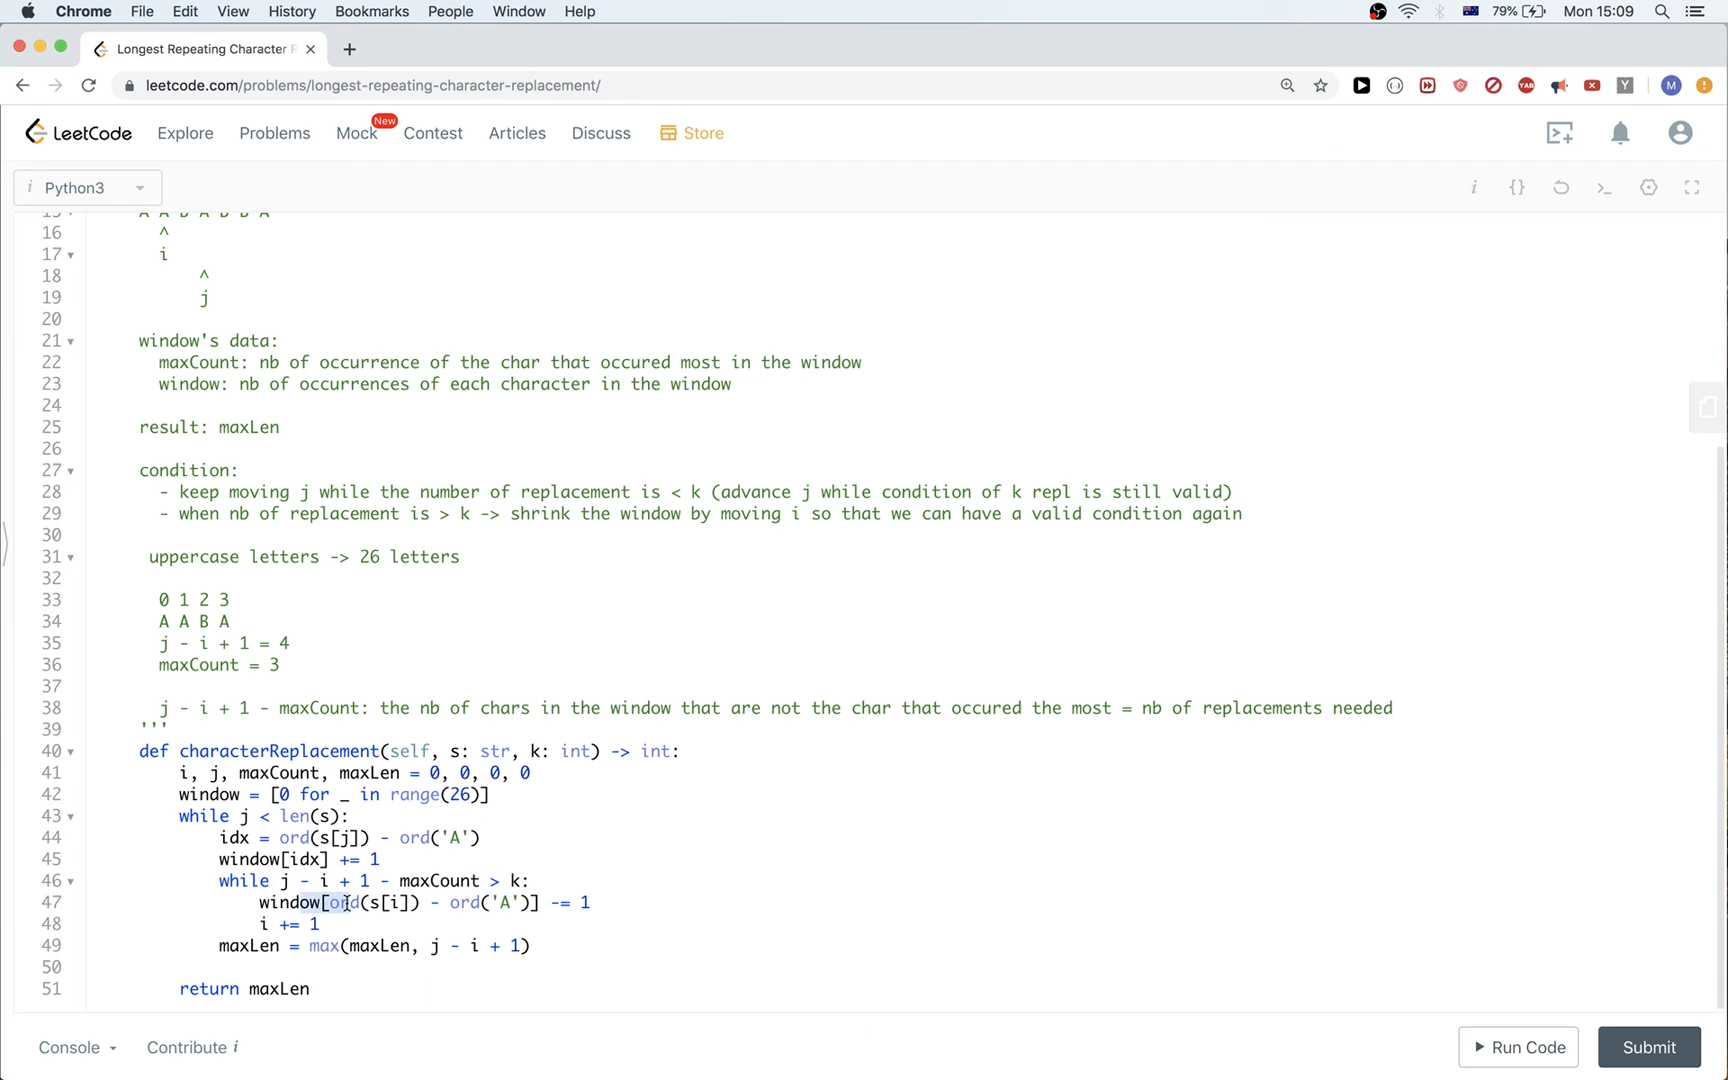 Chrome File Edit View History Bookmarks People Window Help 79% Mon 15:09
Longest Repeating Character R
leetcode.com/problems/longest-repeating-character-replacement/
LeetCode Explore Problems Mock New Contest Articles Discuss Store
i Python3
15 A A B A B B A
16 ^
17 i
18 ^
19 j
20
21 window's data:
22 maxCount: nb of occurrence of the char that occured most in the window
23 window: nb of occurrences of each character in the window
24
25 result: maxLen
26
27 condition:
28 - keep moving j while the number of replacement is < k (advance j while condition of k repl is still valid)
29 - when nb of replacement is > k -> shrink the window by moving i so that we can have a valid condition again
30
31 uppercase letters -> 26 letters
32
33 0 1 2 3
34 A A B A
35 j - i + 1 = 4
36 maxCount = 3
37
38 j - i + 1 - maxCount: the nb of chars in the window that are not the char that occured the most = nb of replacements needed
39 '''
40 def characterReplacement(self, s: str, k: int) -> int:
41 i, j, maxCount, maxLen = 0, 0, 0, 0
42 window = [0 for _ in range(26)]
43 while j < len(s):
44 idx = ord(s[j]) - ord('A')
45 window[idx] += 1
46 while j - i + 1 - maxCount > k:
47 window[ord(s[i]) - ord('A')] -= 1
48 i += 1
49 maxLen = max(maxLen, j - i + 1)
50
51 return maxLen
Console Contribute i Run Code Submit